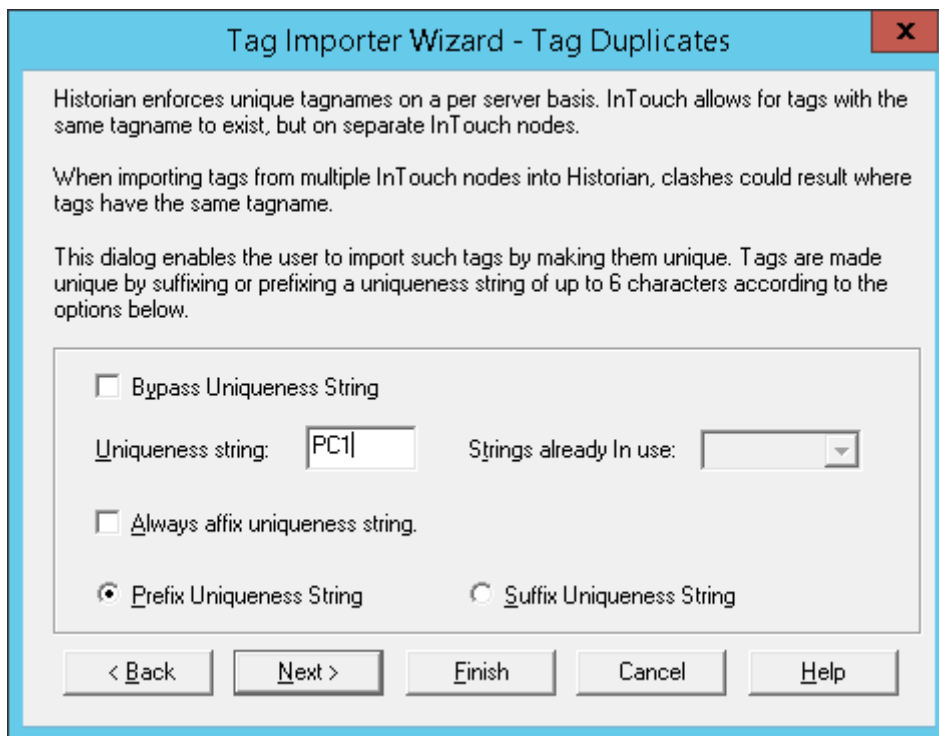 Tag Importer Wizard - Tag Duplicates
x
Historian enforces unique tagnames on a per server basis. InTouch allows for tags with the
same tagname to exist, but on separate InTouch nodes.
When importing tags from multiple InTouch nodes into Historian, clashes could result where
tags have the same tagname.
This dialog enables the user to import such tags by making them unique. Tags are made
unique by suffixing or prefixing a uniqueness string of up to 6 characters according to the
options below.
Bypass Uniqueness String
Uniqueness string: PC1 Strings already In use:
Always affix uniqueness string.
Prefix Uniqueness String Suffix Uniqueness String
< Back Next > Finish Cancel Help